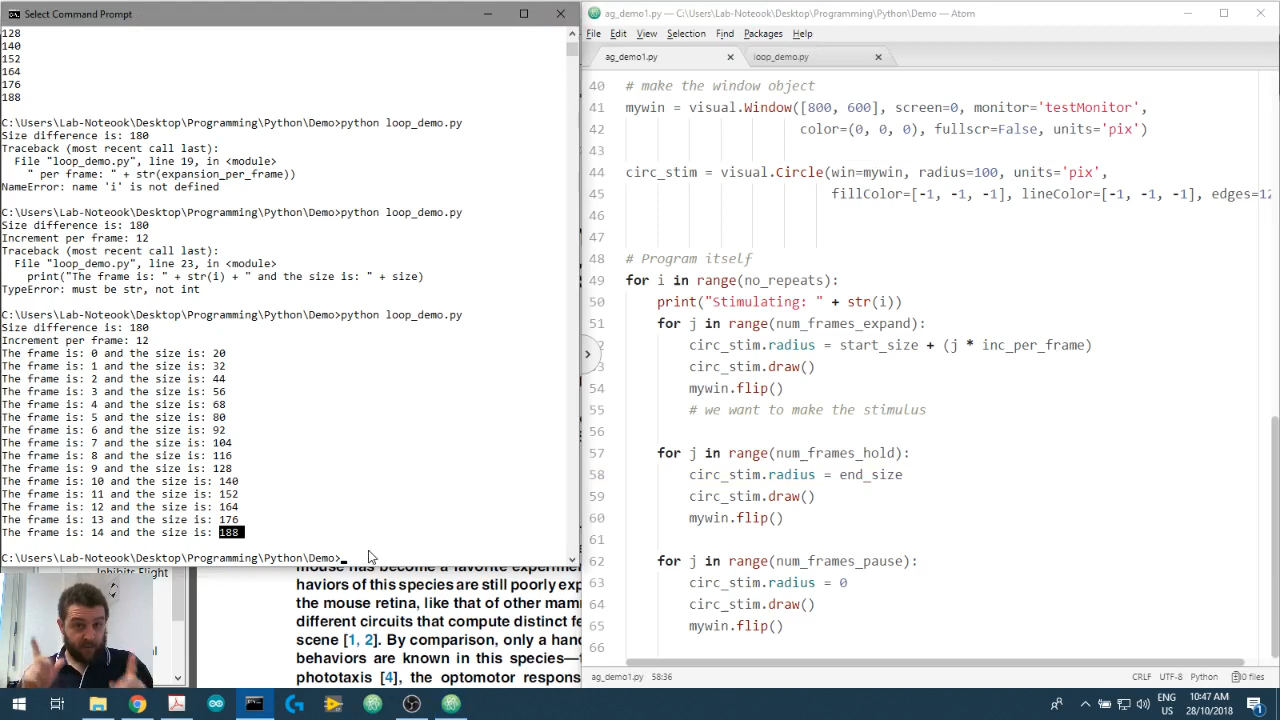 Select Command Prompt
128
140
152
164
176
188
C:\Users\Lab-Noteook\Desktop\Programming\Python\Demo>python loop_demo.py
Size difference is: 180
Traceback (most recent call last):
File "loop_demo.py", line 19, in <module>
" per frame: " + str(expansion_per_frame))
NameError: name 'i' is not defined
C:\Users\Lab-Noteook\Desktop\Programming\Python\Demo>python loop_demo.py
Size difference is: 180
Increment per frame: 12
Traceback (most recent call last):
File "loop_demo.py", line 23, in <module>
print("The frame is: " + str(i) + " and the size is: " + size)
TypeError: must be str, not int
C:\Users\Lab-Noteook\Desktop\Programming\Python\Demo>python loop_demo.py
Size difference is: 180
Increment per frame: 12
The frame is: 0 and the size is: 20
The frame is: 1 and the size is: 32
The frame is: 2 and the size is: 44
The frame is: 3 and the size is: 56
The frame is: 4 and the size is: 68
The frame is: 5 and the size is: 80
The frame is: 6 and the size is: 92
The frame is: 7 and the size is: 104
The frame is: 8 and the size is: 116
The frame is: 9 and the size is: 128
The frame is: 10 and the size is: 140
The frame is: 11 and the size is: 152
The frame is: 12 and the size is: 164
The frame is: 13 and the size is: 176
The frame is: 14 and the size is: 188
C:\Users\Lab-Noteook\Desktop\Programming\Python\Demo>
Inhibits Flight
mouse has become a favorite experimen
haviors of this species are still poorly exp
the mouse retina, like that of other mam
different circuits that compute distinct fe
scene [1, 2]. By comparison, only a hand
behaviors are known in this species—
phototaxis [4], the optomotor respons
ag_demo1.py — C:\Users\Lab-Noteook\Desktop\Programming\Python\Demo — Atom
File Edit View Selection Find Packages Help
ag_demo1.py loop_demo.py
40 # make the window object
41 mywin = visual.Window([800, 600], screen=0, monitor='testMonitor',
42 color=(0, 0, 0), fullscr=False, units='pix')
43
44 circ_stim = visual.Circle(win=mywin, radius=100, units='pix',
45 fillColor=[-1, -1, -1], lineColor=[-1, -1, -1], edges=12
46
47
48 # Program itself
49 for i in range(no_repeats):
50 print("Stimulating: " + str(i))
51 for j in range(num_frames_expand):
2 circ_stim.radius = start_size + (j * inc_per_frame)
3 circ_stim.draw()
54 mywin.flip()
55 # we want to make the stimulus
56
57 for j in range(num_frames_hold):
58 circ_stim.radius = end_size
59 circ_stim.draw()
60 mywin.flip()
61
62 for j in range(num_frames_pause):
63 circ_stim.radius = 0
64 circ_stim.draw()
65 mywin.flip()
66
ag_demo1.py 58:36 CRLF UTF-8 Python 0 files
ENG
US
10:47 AM
28/10/2018
1